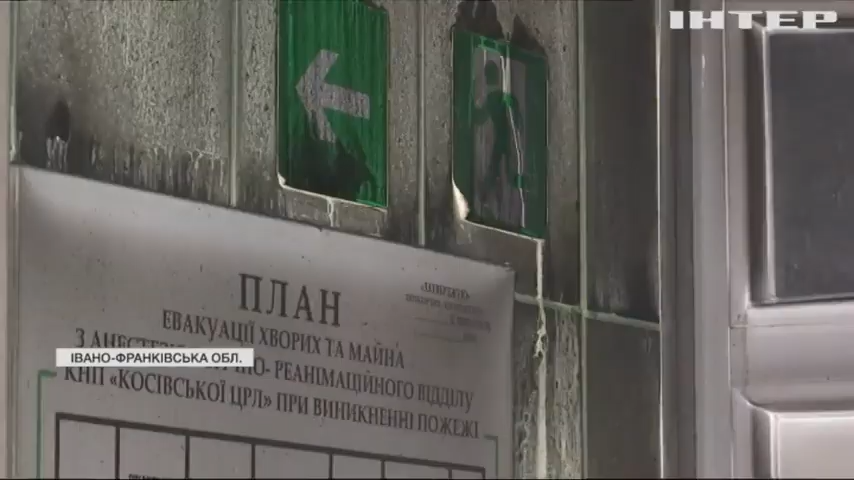 ІНТЕР
ПЛАН
ЕВАКУАЦІЇ ХВОРИХ ТА МАЙНА
З РЕАНІМАЦІЙНОГО ВІДДІЛУ
КНП «КОСІВСЬКОЇ ЦРЛ» ПРИ ВИНИКНЕННІ ПОЖЕЖІ
ІВАНО-ФРАНКІВСЬКА ОБЛ.